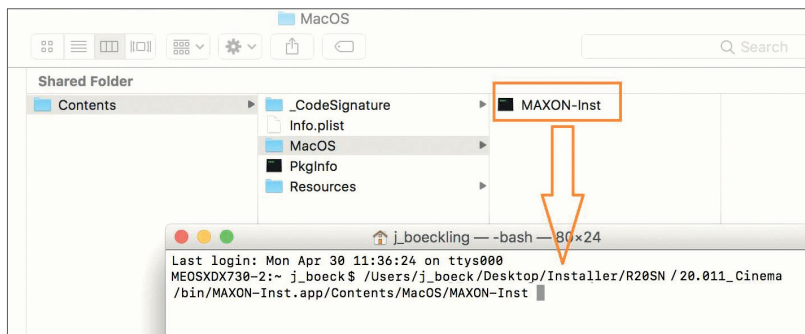 MacOS
Search
Shared Folder
Contents
_CodeSignature
MAXON-Inst
Info.plist
MacOS
PkgInfo
Resources
j_boeckling — -bash — 80×24
Last login: Mon Apr 30 11:36:24 on ttys000
MEOSXDX730-2:~ j_boeck$ /Users/j_boeck/Desktop/Installer/R20SN /20.011_Cinema
/bin/MAXON-Inst.app/Contents/MacOS/MAXON-Inst